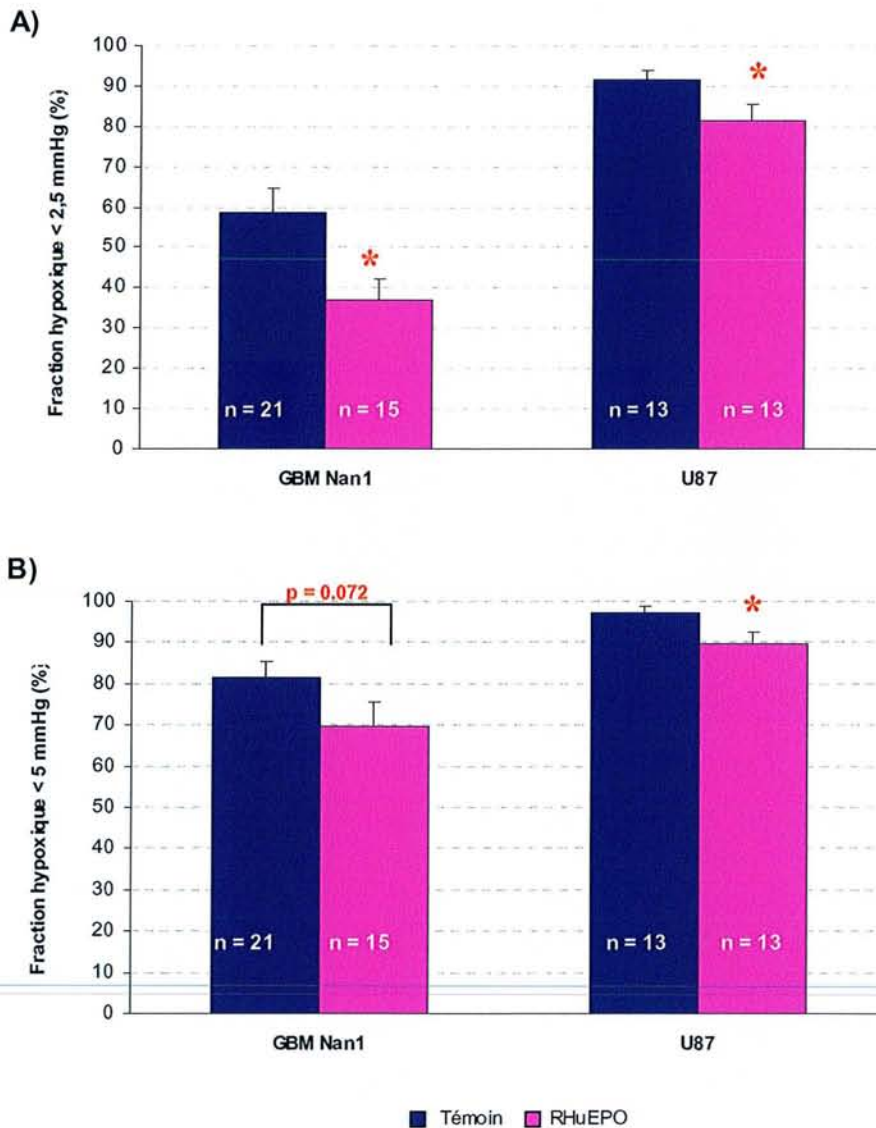 A)
Fraction hypoxique < 2,5 mmHg (%)
100
90
80
70
60
50
40
30
20
10
0
*
*
n = 21
n = 15
n = 13
n = 13
GBM Nan1
U87
B)
Fraction hypoxique < 5 mmHg (%)
100
90
80
70
60
50
40
30
20
10
0
p = 0.072
*
n = 21
n = 15
n = 13
n = 13
GBM Nan1
U87
Témoin
RHuEPO